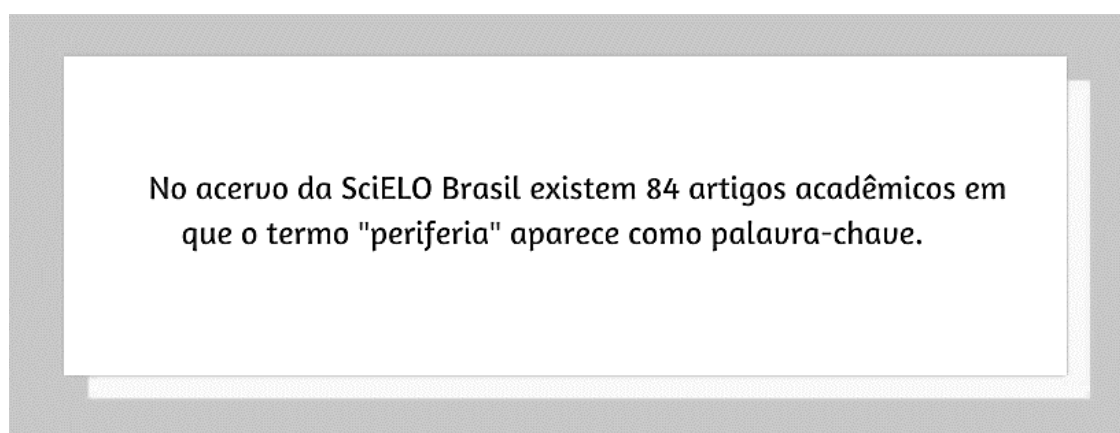 No acervo da SciELO Brasil existem 84 artigos acadêmicos em
que o termo "periferia" aparece como palavra-chave.